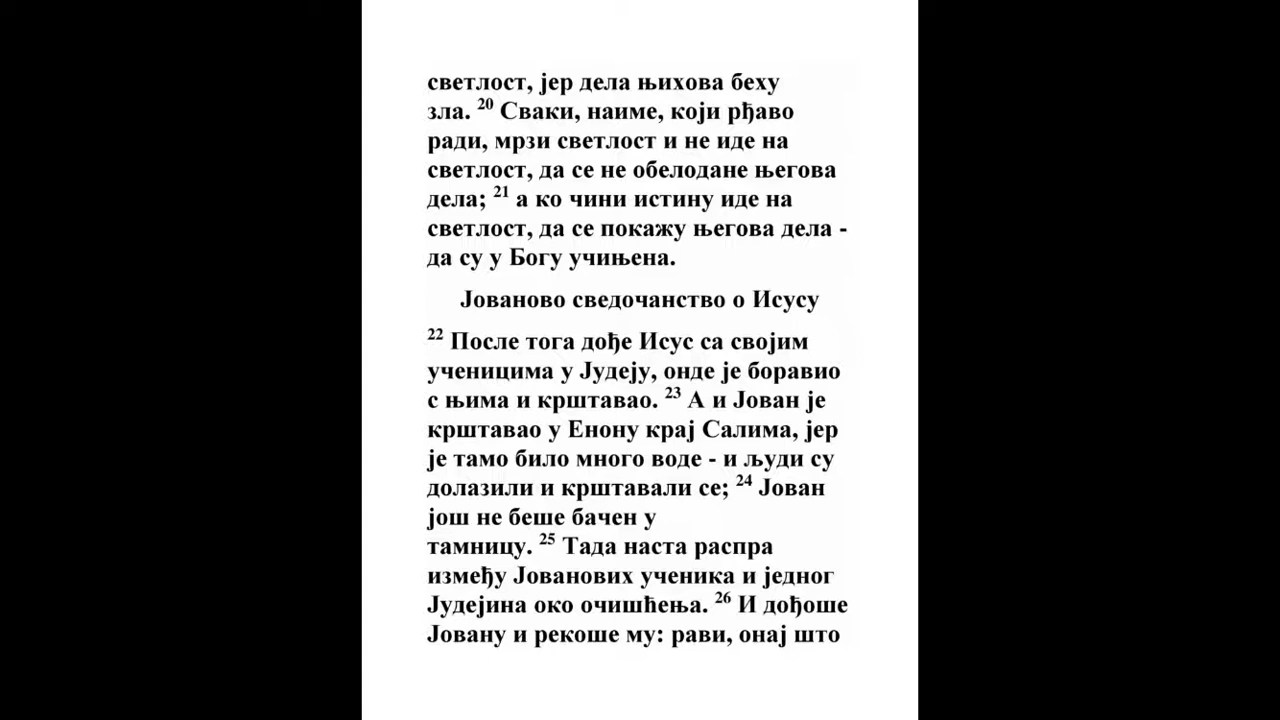 светлост, јер дела њихова беху
зла. 20 Сваки, наиме, који рђаво
ради, мрзи светлост и не иде на
светлост, да се не обелодане његова
дела; 21 а ко чини истину иде на
светлост, да се покажу његова дела -
да су у Богу учињена.
Јованово сведочанство о Исусу
22 После тога дође Исус са својим
ученицима у Јудеју, онде је боравио
с њима и крштавао. 23 А и Јован је
крштавао у Енону крај Салима, јер
је тамо било много воде - и људи су
долазили и крштавали се; 24 Јован
још не беше бачен у
тамницу. 25 Тада наста распра
између Јованових ученика и једног
Јудејина око очишћења. 26 И дођоше
Јовану и рекоше му: рави, онај што